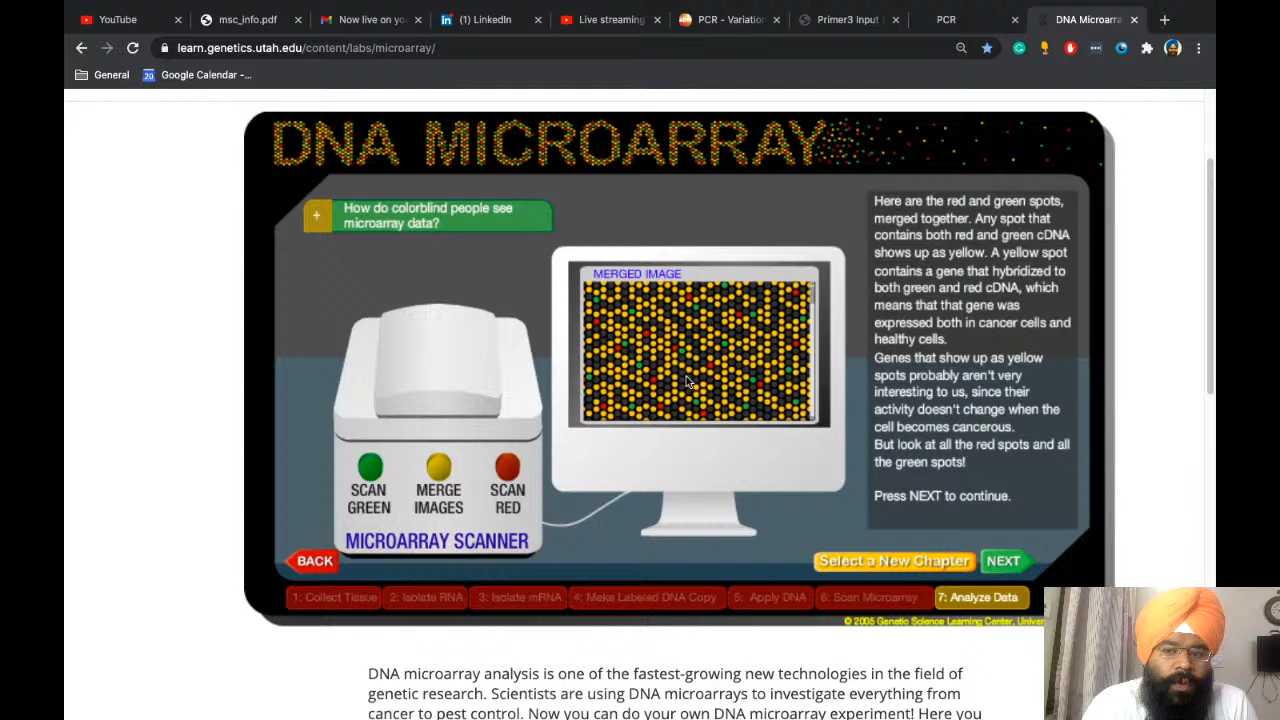 YouTube
msc_info.pdf
Now live on yo
(1) LinkedIn
Live streaming
PCR - Variation
Primer3 Input
PCR
DNA Microarra
learn.genetics.utah.edu/content/labs/microarray/
General
Google Calendar -...
DNA MICROARRAY
+
How do colorblind people see
microarray data?
MERGED IMAGE
Here are the red and green spots,
merged together. Any spot that
contains both red and green cDNA
shows up as yellow. A yellow spot
contains a gene that hybridized to
both green and red cDNA, which
means that that gene was
expressed both in cancer cells and
healthy cells.
Genes that show up as yellow
spots probably aren't very
interesting to us, since their
activity doesn't change when the
cell becomes cancerous.
But look at all the red spots and all
the green spots!
Press NEXT to continue.
SCAN
GREEN
MERGE
IMAGES
SCAN
RED
MICROARRAY SCANNER
BACK
Select a New Chapter
NEXT
1: Collect Tissue
2: Isolate RNA
3: Isolate mRNA
4: Make Labeled DNA Copy
5: Apply DNA
6: Scan Microarray
7: Analyze Data
© 2005 Genetic Science Learning Center, Univer
DNA microarray analysis is one of the fastest-growing new technologies in the field of
genetic research. Scientists are using DNA microarrays to investigate everything from
cancer to pest control. Now you can do your own DNA microarray experiment! Here you